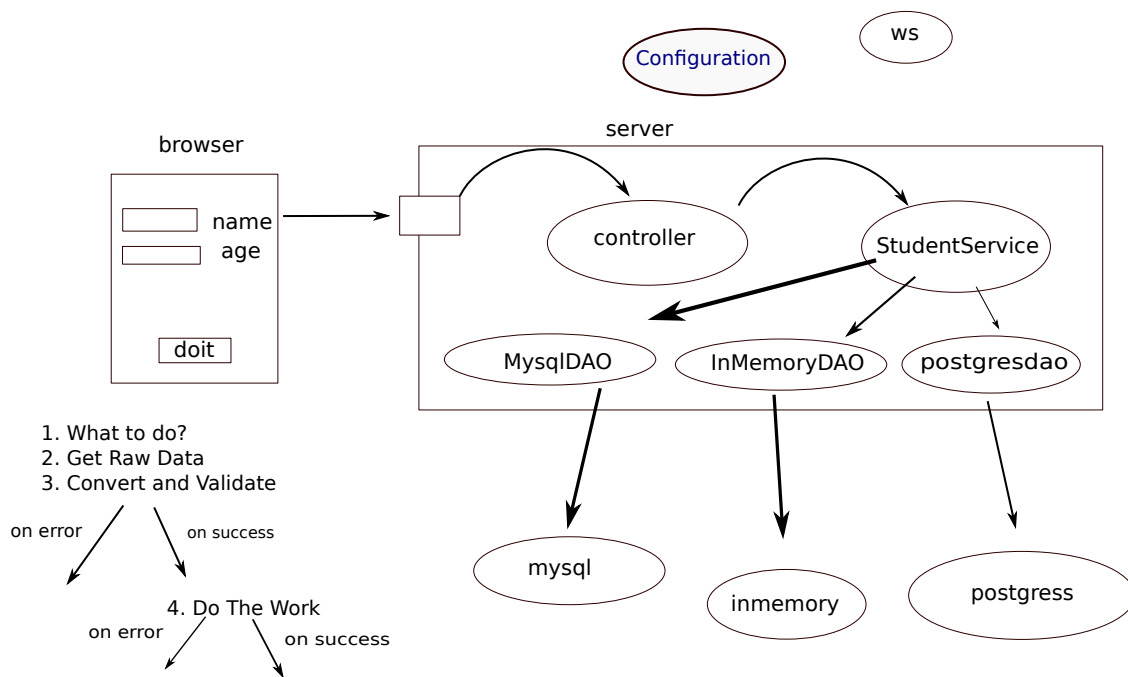 ws
Configuration
server
browser
name
age
controller
StudentService
doit
MysqlDAO
InMemoryDAO
postgresdao
1. What to do?
2. Get Raw Data
3. Convert and Validate
on error
on success
mysql
inmemory
postgress
4. Do The Work
on error
on success